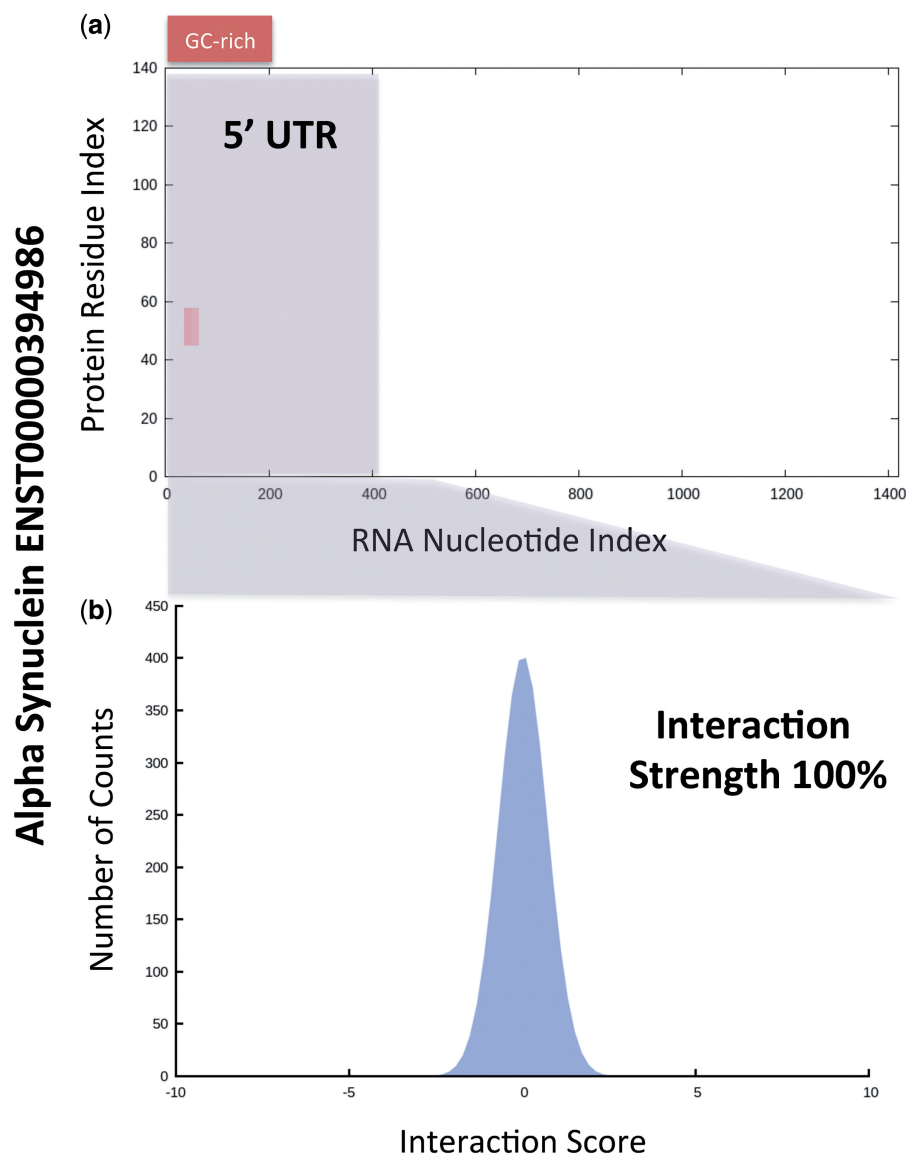 Alpha Synuclein ENST00000394986
(a)
GC-rich
Protein Residue Index
140
120
100
80
60
40
20
0
5’ UTR
0 200 400 600 800 1000 1200 1400
RNA Nucleotide Index
(b)
Number of Counts
450
400
350
300
250
200
150
100
50
0
Interaction
Strength 100%
-10 -5 0 5 10
Interaction Score